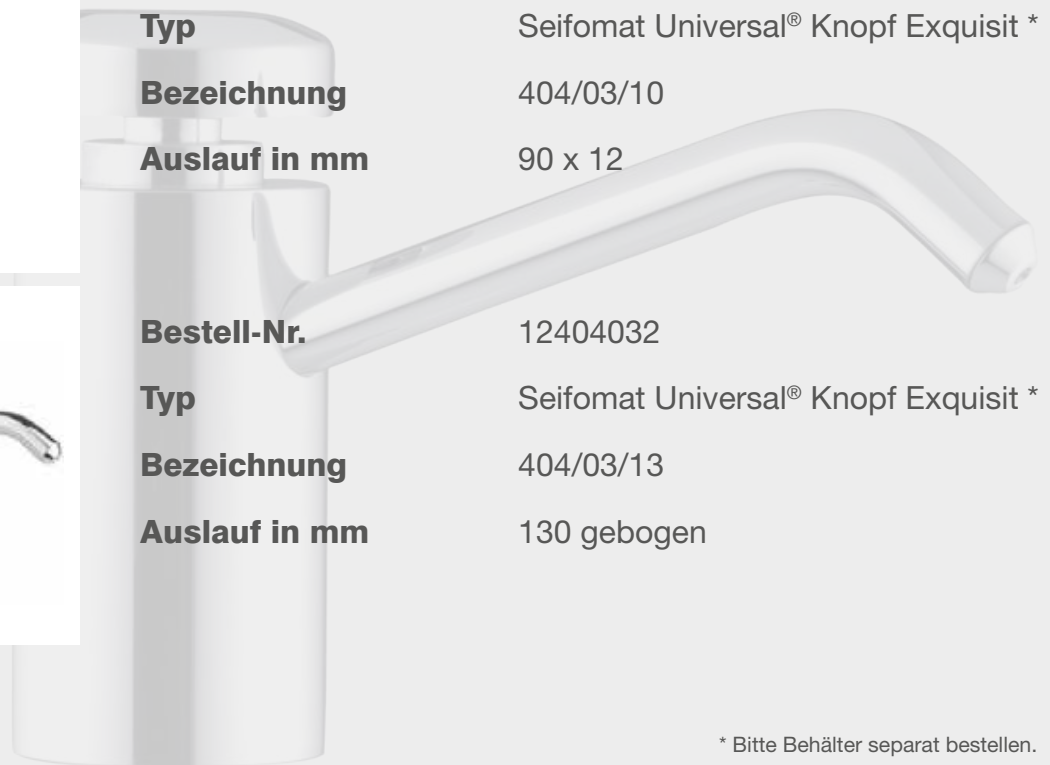 Typ Seifomat Universal® Knopf Exquisit *
Bezeichnung 404/03/10
Auslauf in mm 90 x 12
Bestell-Nr. 12404032
Typ Seifomat Universal® Knopf Exquisit *
Bezeichnung 404/03/13
Auslauf in mm 130 gebogen
* Bitte Behälter separat bestellen.